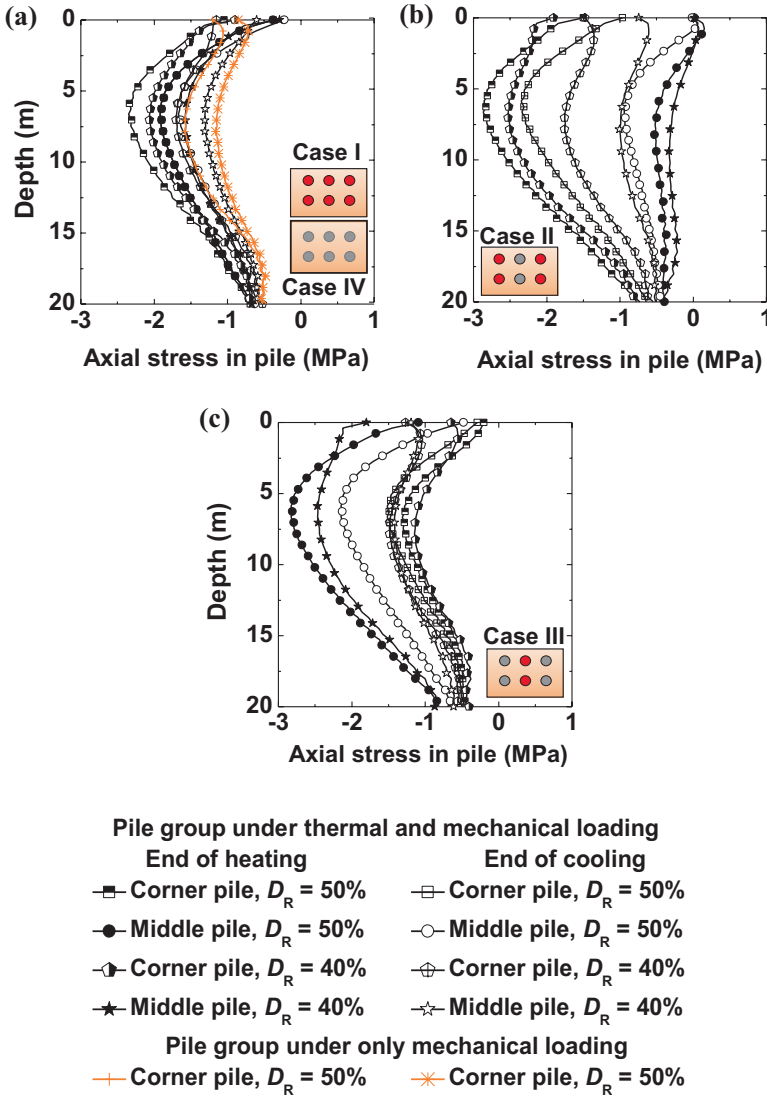 (a)
0
5
10
15
20
Depth (m)
Case I
Case IV
-3 -2 -1 0 1
Axial stress in pile (MPa)
(b)
0
5
10
15
20
Case II
-3 -2 -1 0 1
Axial stress in pile (MPa)
(c)
0
5
10
15
20
Depth (m)
Case III
-3 -2 -1 0 1
Axial stress in pile (MPa)
Pile group under thermal and mechanical loading
End of heating
Corner pile, DR = 50%
Middle pile, DR = 50%
Corner pile, DR = 40%
Middle pile, DR = 40%
End of cooling
Corner pile, DR = 50%
Middle pile, DR = 50%
Corner pile, DR = 40%
Middle pile, DR = 40%
Pile group under only mechanical loading
Corner pile, DR = 50%
Corner pile, DR = 50%